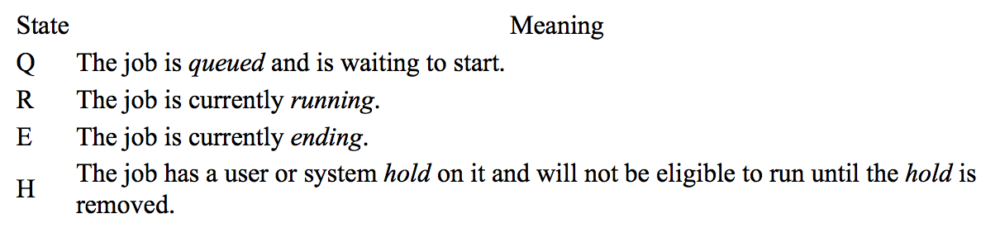 State Meaning
Q The job is queued and is waiting to start.
R The job is currently running.
E The job is currently ending.
H The job has a user or system hold on it and will not be eligible to run until the hold is
removed.